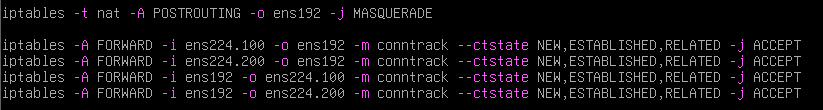 iptables -t nat -A POSTROUTING -o ens192 -j MASQUERADE
iptables -A FORWARD -i ens224.100 -o ens192 -m conntrack --ctstate NEW,ESTABLISHED,RELATED -j ACCEPT
iptables -A FORWARD -i ens224.200 -o ens192 -m conntrack --ctstate NEW,ESTABLISHED,RELATED -j ACCEPT
iptables -A FORWARD -i ens192 -o ens224.100 -m conntrack --ctstate NEW,ESTABLISHED,RELATED -j ACCEPT
iptables -A FORWARD -i ens192 -o ens224.200 -m conntrack --ctstate NEW,ESTABLISHED,RELATED -j ACCEPT